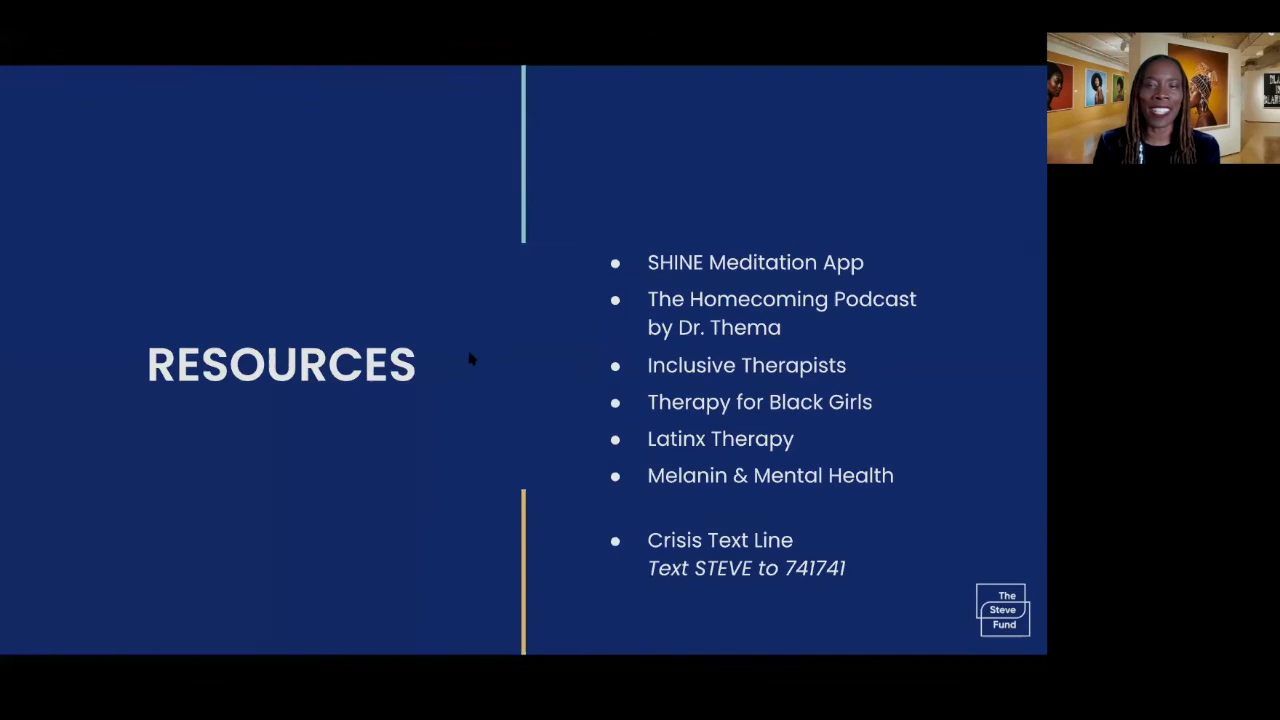 RESOURCES
SHINE Meditation App
The Homecoming Podcast
by Dr. Thema
Inclusive Therapists
Therapy for Black Girls
Latinx Therapy
Melanin & Mental Health
Crisis Text Line
Text STEVE to 741741
The
Steve
Fund